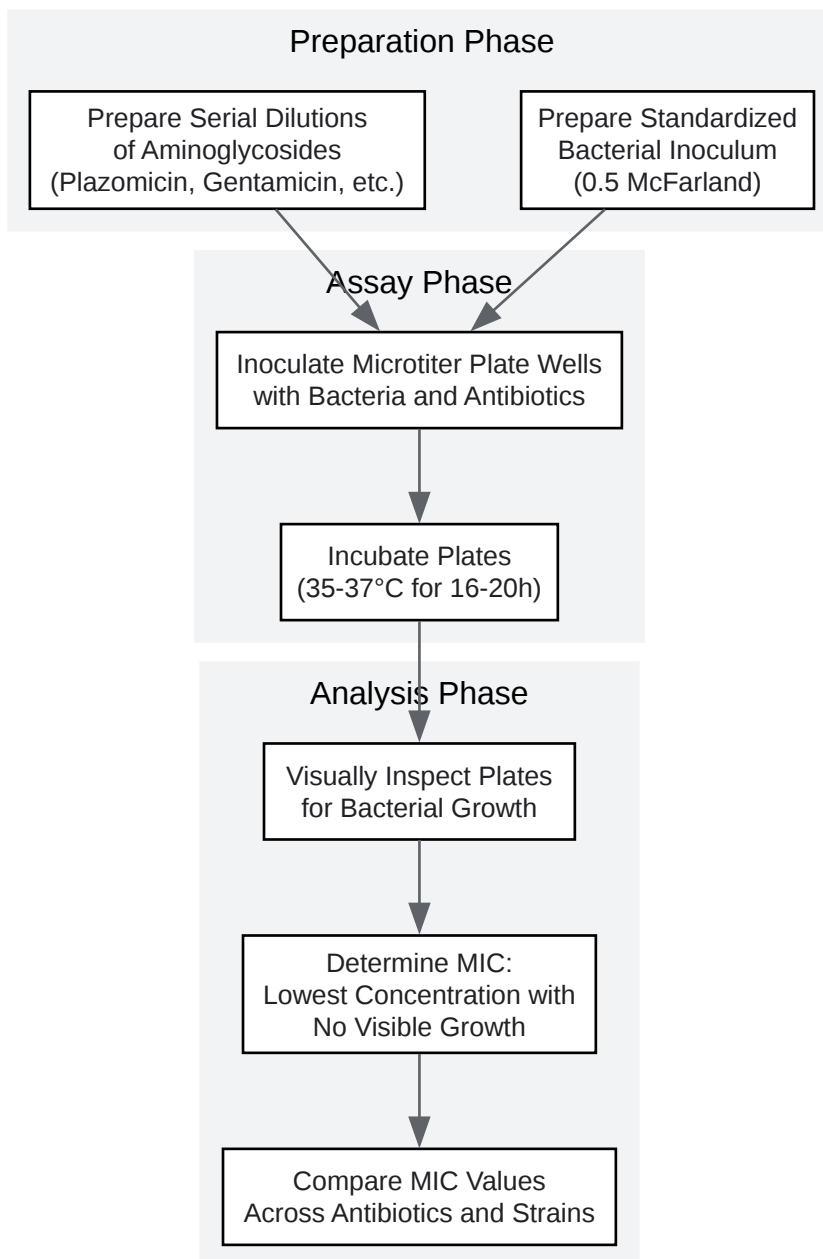 Preparation Phase
Prepare Serial Dilutions
of Aminoglycosides
(Plazomicin, Gentamicin, etc.)
Prepare Standardized
Bacterial Inoculum
(0.5 McFarland)
Assay Phase
Inoculate Microtiter Plate Wells
with Bacteria and Antibiotics
Incubate Plates
(35-37°C for 16-20h)
Analysis Phase
Visually Inspect Plates
for Bacterial Growth
Determine MIC:
Lowest Concentration with
No Visible Growth
Compare MIC Values
Across Antibiotics and Strains